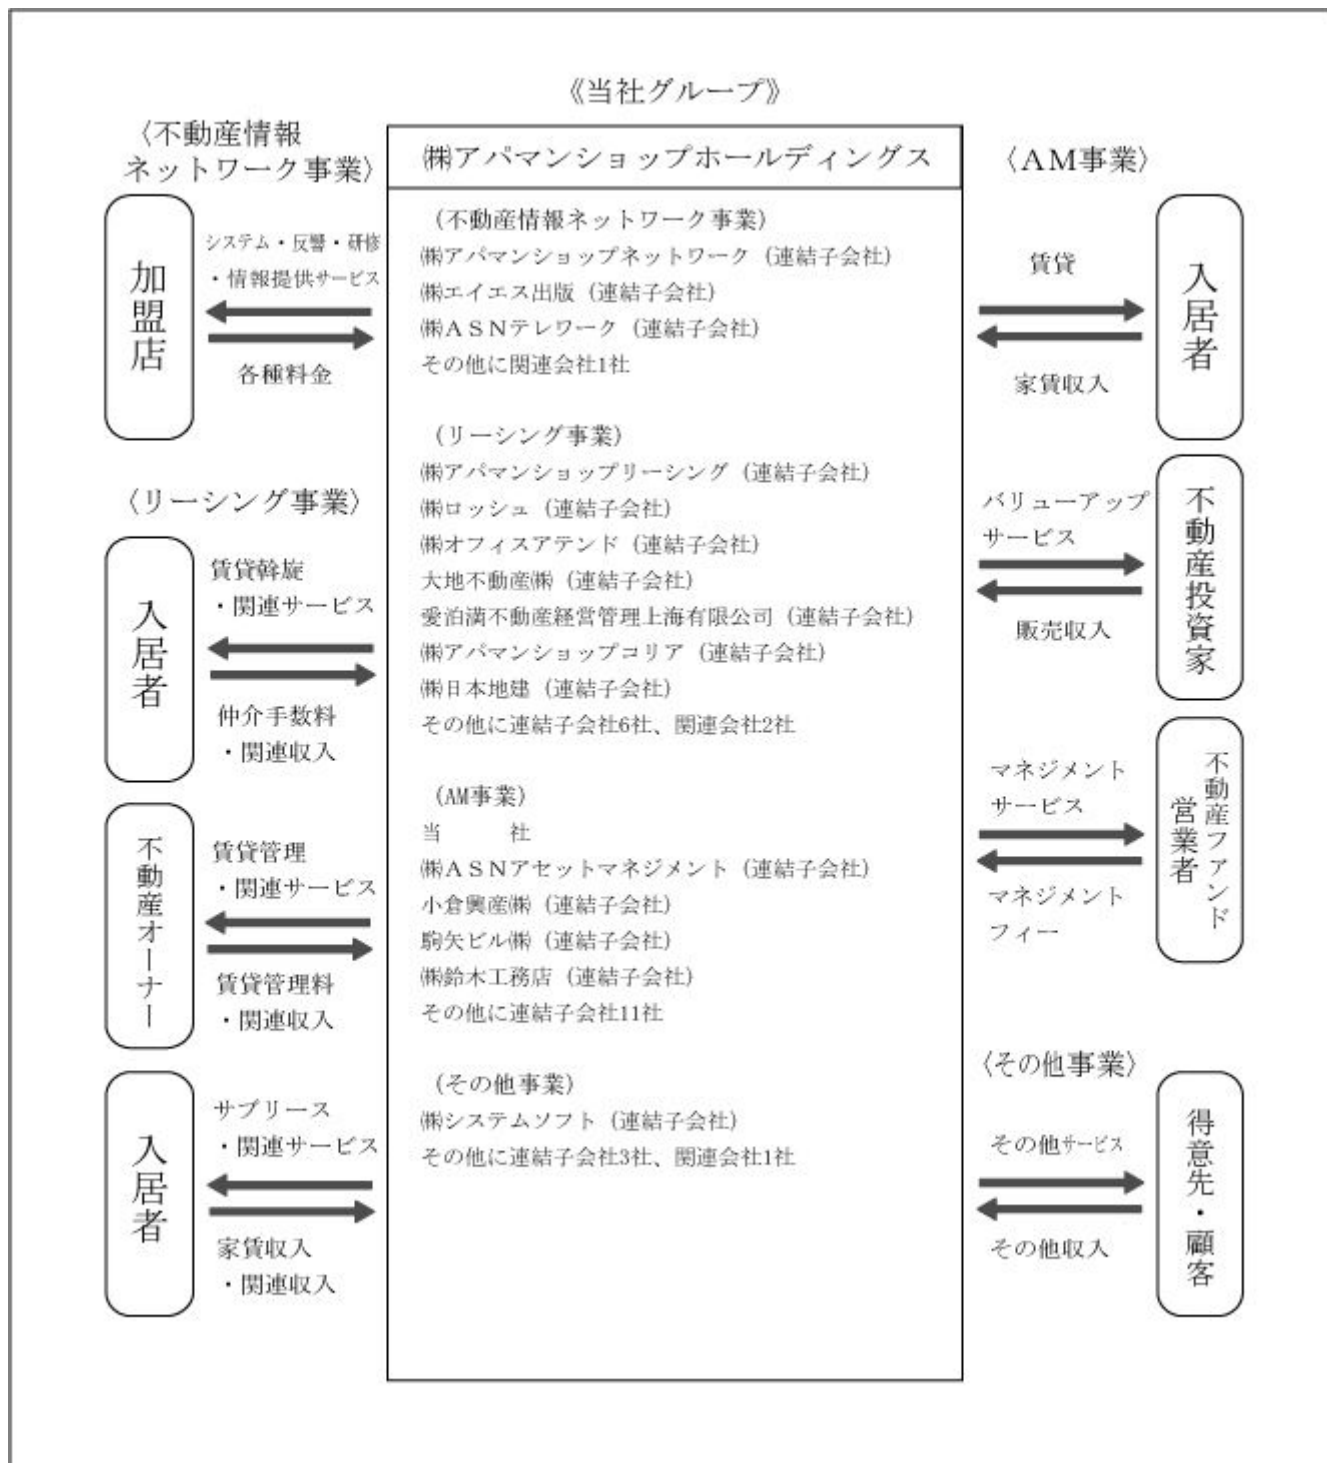 《当社グループ》
〈不動産情報
ネットワーク事業〉
加盟店
システム・反響・研修
・情報提供サービス
各種料金
〈リーシング事業〉
入居者
賃貸斡旋
・関連サービス
仲介手数料
・関連収入
不動産オーナー
賃貸管理
・関連サービス
賃貸管理料
・関連収入
入居者
サブリース
・関連サービス
家賃収入
・関連収入
㈱アパマンショップホールディングス
(不動産情報ネットワーク事業)
㈱アパマンショップネットワーク (連結子会社)
㈱エイエス出版 (連結子会社)
㈱ASNテレワーク (連結子会社)
その他に関連会社1社
(リーシング事業)
㈱アパマンショップリーシング (連結子会社)
㈱ロッシュ (連結子会社)
㈱オフィスアテンド (連結子会社)
大地不動産㈱ (連結子会社)
愛泊満不動産経営管理上海有限公司 (連結子会社)
㈱アパマンショップコリア (連結子会社)
㈱日本地建 (連結子会社)
その他に連結子会社6社、関連会社2社
(AM事業)
当　　　社
㈱ASNアセットマネジメント (連結子会社)
小倉興産㈱ (連結子会社)
駒矢ビル㈱ (連結子会社)
㈱鈴木工務店 (連結子会社)
その他に連結子会社11社
(その他事業)
㈱システムソフト (連結子会社)
その他に連結子会社3社、関連会社1社
〈AM事業〉
賃貸
家賃収入
入居者
バリューアップ
サービス
販売収入
不動産投資家
マネジメント
サービス
マネジメント
フィー
不動産ファンド
営業者
〈その他事業〉
その他サービス
その他収入
得意先・顧客